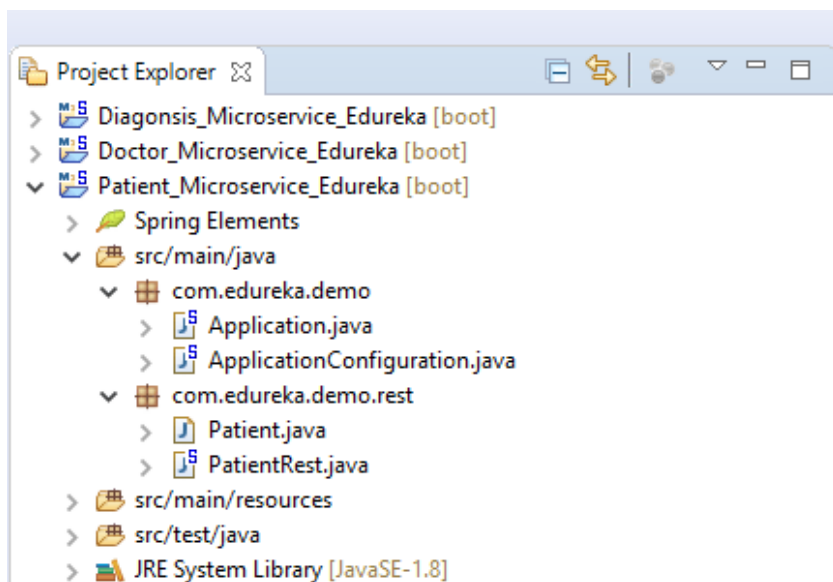 Project Explorer
Diagonsis_Microservice_Edureka [boot]
Doctor_Microservice_Edureka [boot]
Patient_Microservice_Edureka [boot]
Spring Elements
src/main/java
com.edureka.demo
Application.java
ApplicationConfiguration.java
com.edureka.demo.rest
Patient.java
PatientRest.java
src/main/resources
src/test/java
JRE System Library [JavaSE-1.8]